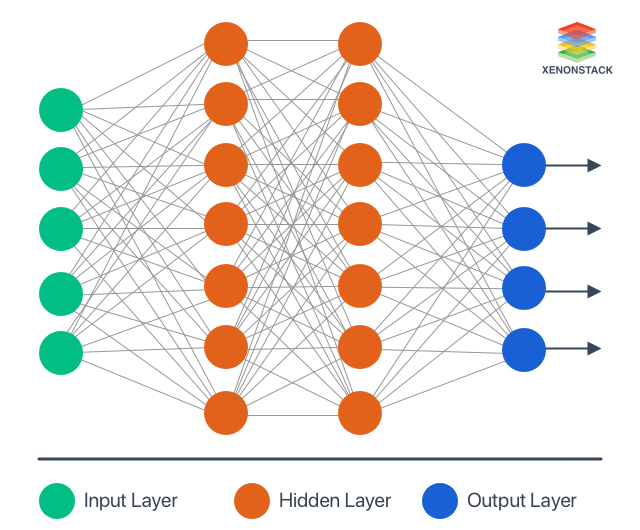 XENONSTACK
Input Layer
Hidden Layer
Output Layer